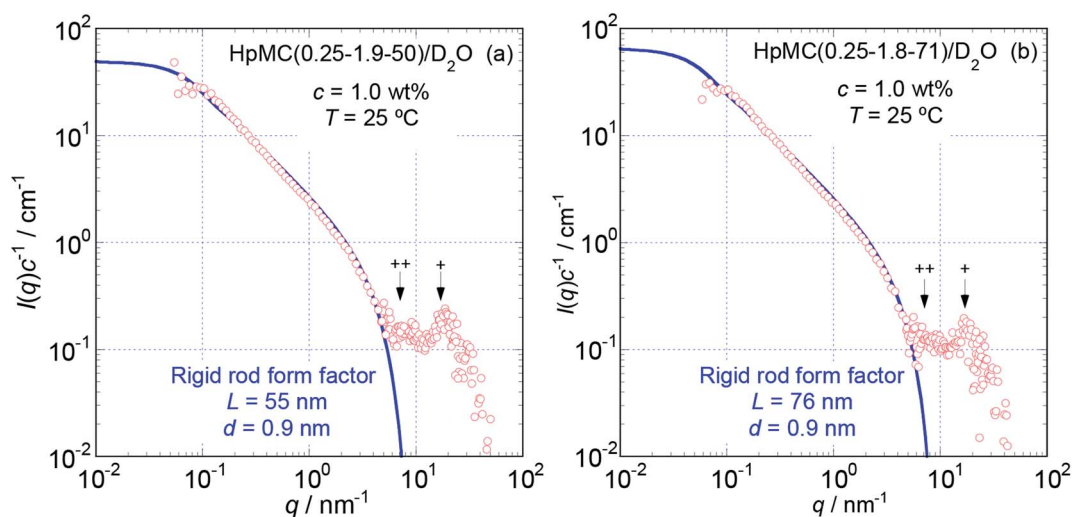 HpMC(0.25-1.9-50)/D₂O (a)
c = 1.0 wt%
T = 25 ºC
++
+
Rigid rod form factor
L = 55 nm
d = 0.9 nm
I(q)c⁻¹ / cm⁻¹
10²
10¹
10⁰
10⁻¹
10⁻²
10⁻² 10⁻¹ 10⁰ 10¹ 10²
q / nm⁻¹
HpMC(0.25-1.8-71)/D₂O (b)
c = 1.0 wt%
T = 25 ºC
++
+
Rigid rod form factor
L = 76 nm
d = 0.9 nm
I(q)c⁻¹ / cm⁻¹
10²
10¹
10⁰
10⁻¹
10⁻²
10⁻² 10⁻¹ 10⁰ 10¹ 10²
q / nm⁻¹